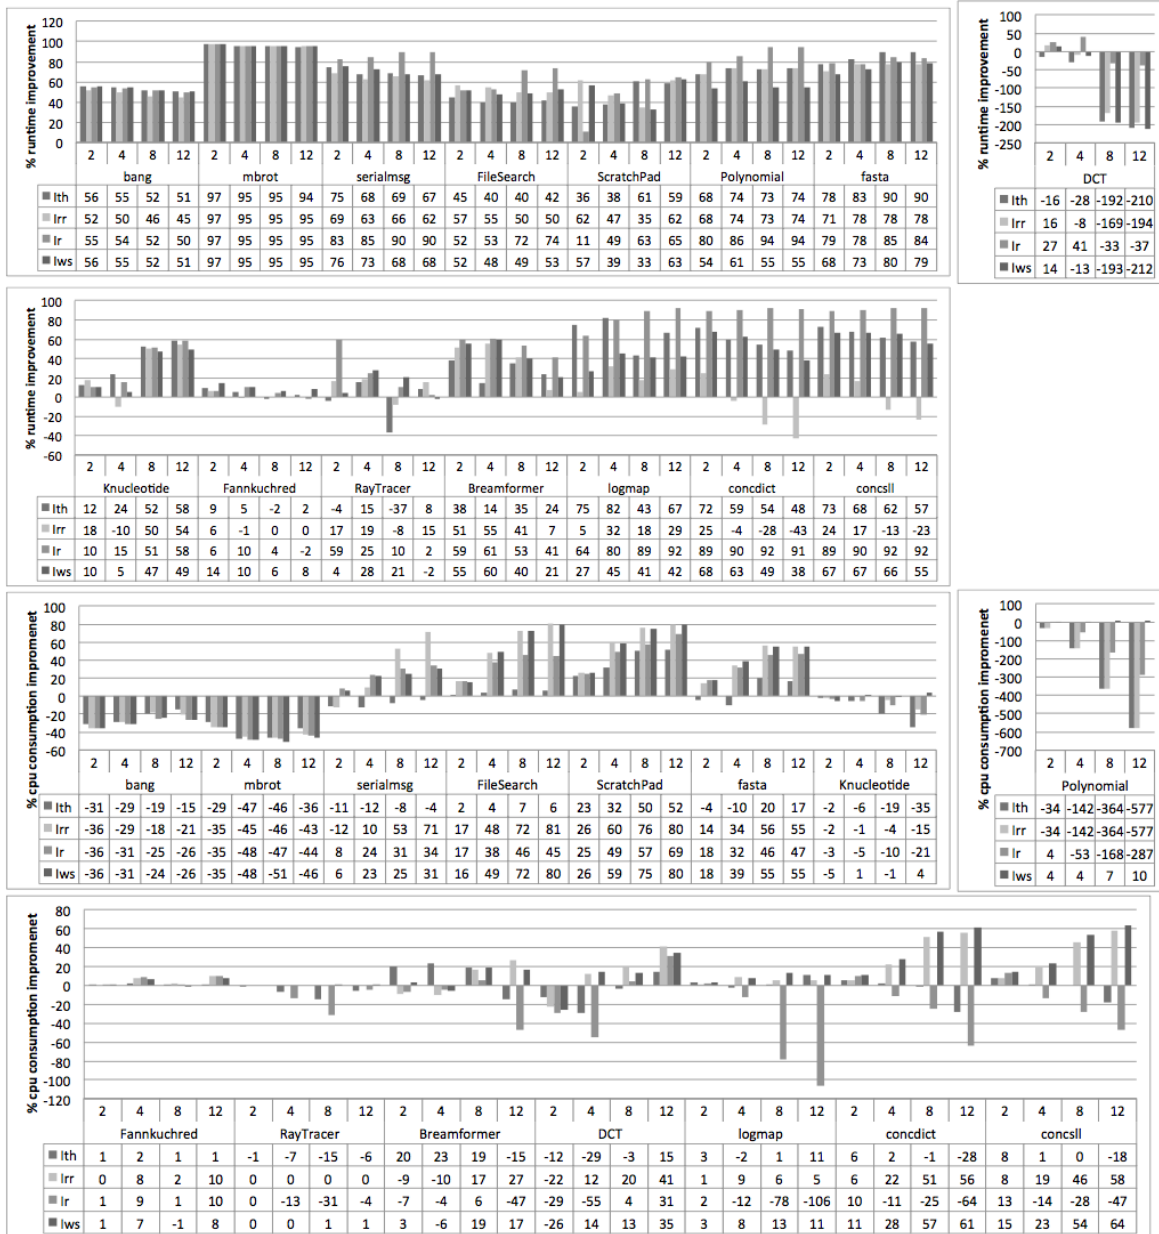 % runtime improvement
120
100
80
60
40
20
0
2 4 8 12 2 4 8 12 2 4 8 12 2 4 8 12 2 4 8 12 2 4 8 12 2 4 8 12
bang mbrot serialmsg FileSearch ScratchPad Polynomial fasta
lth 56 55 52 51 97 95 95 94 75 68 69 67 45 40 40 42 36 38 61 59 68 74 73 74 78 83 90 90
lrr 52 50 46 45 97 95 95 95 69 63 66 62 57 55 50 50 62 47 35 62 68 74 73 74 71 78 78 78
lr 55 54 52 50 97 95 95 95 83 85 90 90 52 53 72 74 11 49 63 65 80 86 94 94 79 78 85 84
lws 56 55 52 51 97 95 95 95 76 73 68 68 52 48 49 53 57 39 33 63 54 61 55 55 68 73 80 79
% runtime improvement
100
50
0
-50
-100
-150
-200
-250
2 4 8 12
DCT
lth -16 -28 -192 -210
lrr 16 -8 -169 -194
lr 27 41 -33 -37
lws 14 -13 -193 -212
% runtime improvement
100
80
60
40
20
0
-20
-40
-60
2 4 8 12 2 4 8 12 2 4 8 12 2 4 8 12 2 4 8 12 2 4 8 12 2 4 8 12
Knucleotide Fannkuchred RayTracer Breamformer logmap concdict concsll
lth 12 24 52 58 9 5 -2 2 -4 15 -37 8 38 14 35 24 75 82 43 67 72 59 54 48 73 68 62 57
lrr 18 -10 50 54 6 -1 0 0 17 19 -8 15 51 55 41 7 5 32 18 29 25 -4 -28 -43 24 17 -13 -23
lr 10 15 51 58 6 10 4 -2 59 25 10 2 59 61 53 41 64 80 89 92 89 90 92 91 89 90 92 92
lws 10 5 47 49 14 10 6 8 4 28 21 -2 55 60 40 21 27 45 41 42 68 63 49 38 67 67 66 55
% cpu consumption impromenet
100
80
60
40
20
0
-20
-40
-60
2 4 8 12 2 4 8 12 2 4 8 12 2 4 8 12 2 4 8 12 2 4 8 12 2 4 8 12
bang mbrot serialmsg FileSearch ScratchPad fasta Knucleotide
lth -31 -29 -19 -15 -29 -47 -46 -36 -11 -12 -8 -4 2 4 7 6 23 32 50 52 -4 -10 20 17 -2 -6 -19 -35
lrr -36 -29 -18 -21 -35 -45 -46 -43 -12 10 53 71 17 48 72 81 26 60 76 80 14 34 56 55 -2 -1 -4 -15
lr -36 -31 -25 -26 -35 -48 -47 -44 8 24 31 34 17 38 46 45 25 49 57 69 18 32 46 47 -3 -5 -10 -21
lws -36 -31 -24 -26 -35 -48 -51 -46 6 23 25 31 16 49 72 80 26 59 75 80 18 39 55 55 -5 1 -1 4
% cpu consumption impromenet
100
0
-100
-200
-300
-400
-500
-600
-700
2 4 8 12
Polynomial
lth -34 -142 -364 -577
lrr -34 -142 -364 -577
lr 4 -53 -168 -287
lws 4 4 7 10
% cpu consumption impromenet
80
60
40
20
0
-20
-40
-60
-80
-100
-120
2 4 8 12 2 4 8 12 2 4 8 12 2 4 8 12 2 4 8 12 2 4 8 12 2 4 8 12
Fannkuchred RayTracer Breamformer DCT logmap concdict concsll
lth 1 2 1 1 -1 -7 -15 -6 20 23 19 -15 -12 -29 -3 15 3 -2 1 11 6 2 -1 -28 8 1 0 -18
lrr 0 8 2 10 0 0 0 0 -9 -10 17 27 -22 12 20 41 1 9 6 5 6 22 51 56 8 19 46 58
lr 1 9 1 10 0 -13 -31 -4 -7 -4 6 -47 -29 -55 4 31 2 -12 -78 -106 10 -11 -25 -64 13 -14 -28 -47
lws 1 7 -1 8 0 0 1 1 3 -6 19 17 -26 14 13 35 3 8 13 11 11 28 57 61 15 23 54 64